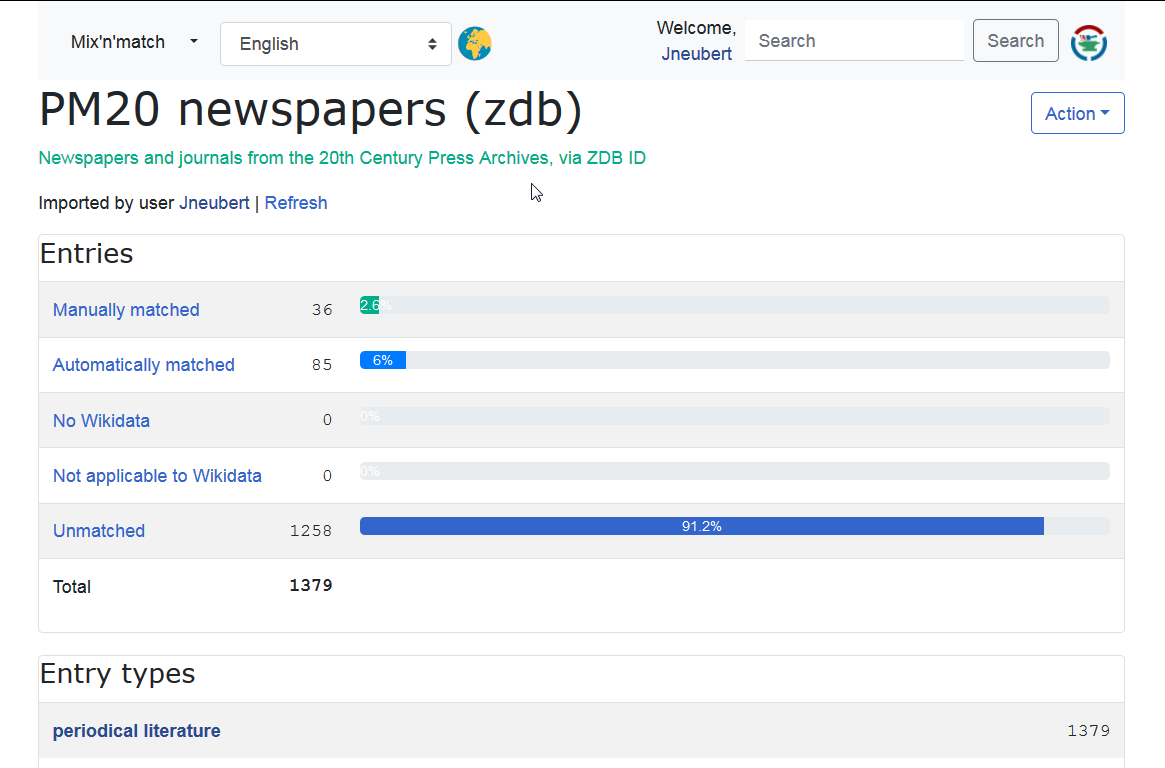 Mix'n'match English Welcome, Jneubert Search Search
PM20 newspapers (zdb) Action
Newspapers and journals from the 20th Century Press Archives, via ZDB ID
Imported by user Jneubert | Refresh
Entries
Manually matched 36 2.6%
Automatically matched 85 6%
No Wikidata 0 0%
Not applicable to Wikidata 0 0%
Unmatched 1258 91.2%
Total 1379
Entry types
periodical literature 1379